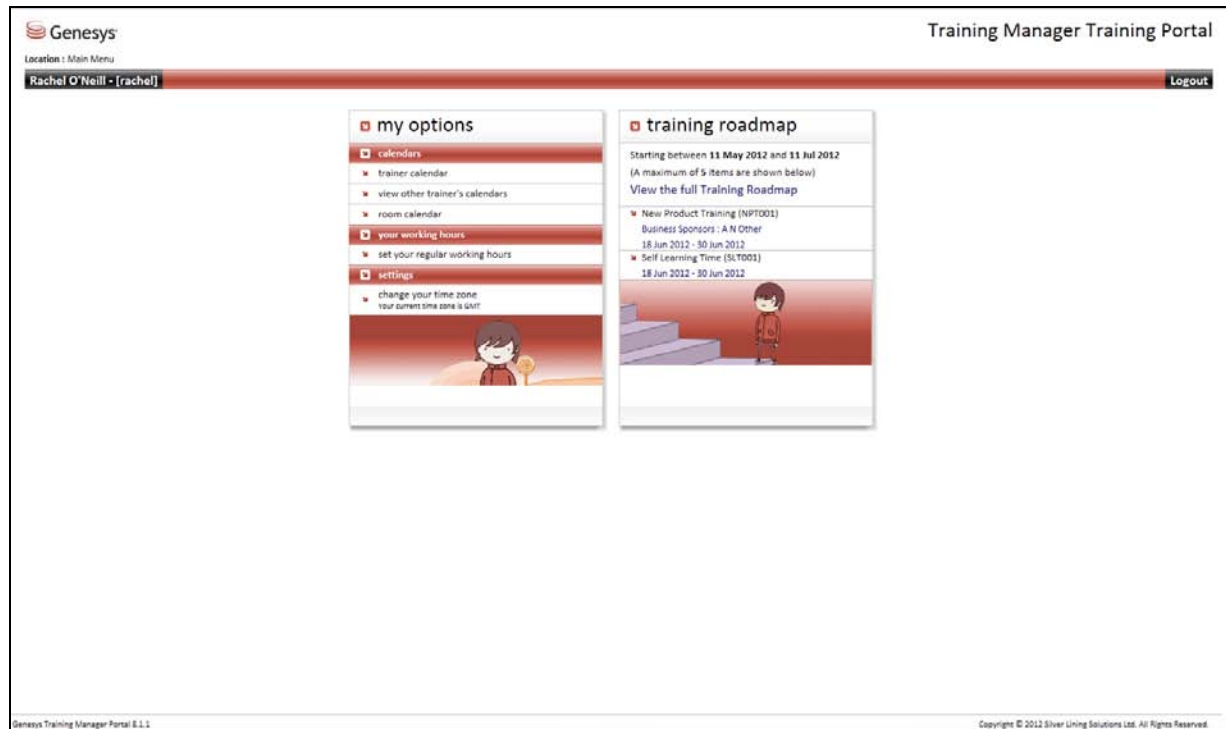 Genesys
Training Manager Training Portal
Location : Main Menu
Rachel O'Neill - [rachel]
Logout
my options
calendars
trainer calendar
view other trainer's calendars
room calendar
your working hours
set your regular working hours
settings
change your time zone
Your current time zone is GMT
training roadmap
Starting between 11 May 2012 and 11 Jul 2012
(A maximum of 5 items are shown below)
View the full Training Roadmap
New Product Training (NPT001)
Business Sponsors : A N Other
18 Jun 2012 - 30 Jun 2012
Self Learning Time (SLT001)
18 Jun 2012 - 30 Jun 2012
Genesys Training Manager Portal 8.1.1
Copyright © 2012 Silver Lining Solutions Ltd. All Rights Reserved.